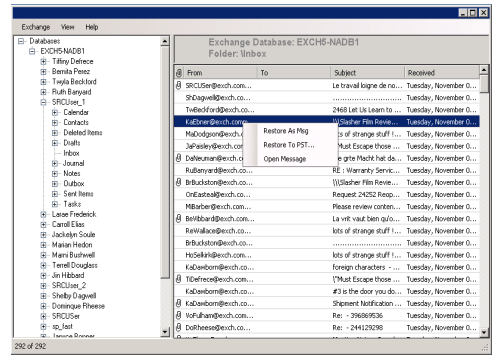 Exchange View Help
Databases
EXCH5-NADB1
Tiffiny Defrece
Bernita Perez
Twyla Beckford
Ruth Banyard
SRCUser_1
Calendar
Contacts
Deleted Items
Drafts
Inbox
Journal
Notes
Outbox
Sent Items
Tasks
Larae Frederick
Carroll Elias
Jackelyn Soule
Marian Hedon
Marni Bushwell
Terrell Douglass
Jin Hibbard
SRCUser_2
Shelby Dagwell
Dominque Rheese
SRCUSer
sp_fast
Exchange Database: EXCH5-NADB1
Folder: \Inbox
From To Subject Received
SRCUSer@exch.com... Le travail loigne de no... Tuesday, November 0...
ShDagwell@exch.co... ................................ Tuesday, November 0...
TwBeckford@exch.c... 2468 Let Us Learn to ... Tuesday, November 0...
KaEbner@exch.com... \\\Slasher Film Revie... Tuesday, November 0...
MaDodgson@exch.c... of strange stuff !... Tuesday, November 0...
JaPaisley@exch.com... Must Escape those ... Tuesday, November 0...
DaNeuman@exch.c... grte Macht hat da... Tuesday, November 0...
RuBanyard@exch.co... RE : Warranty Servic... Tuesday, November 0...
BrBuckston@exch.c... \\\Slasher Film Revie... Tuesday, November 0...
OnEasteal@exch.co... Request 24252 Reop... Tuesday, November 0...
MiBarber@exch.com... Please review conten... Tuesday, November 0...
BeVibbard@exch.com... La vrit vaut bien qu'o... Tuesday, November 0...
ReWallace@exch.co... lots of strange stuff !... Tuesday, November 0...
BrBuckston@exch.co... ................................ Tuesday, November 0...
HoSelkirk@exch.com... lots of strange stuff !... Tuesday, November 0...
KaDawborn@exch.co... foreign characters - ... Tuesday, November 0...
TiDefrece@exch.com... \"Must Escape those ... Tuesday, November 0...
KaDawborn@exch.co... #3 is the door you do... Tuesday, November 0...
KaDawborn@exch.co... Shipment Notification ... Tuesday, November 0...
VoFulham@exch.com... Re: - 396869536 Tuesday, November 0...
DoRheese@exch.co... Re: - 244129298 Tuesday, November 0...
Restore As Msg
Restore To PST...
Open Message
292 of 292